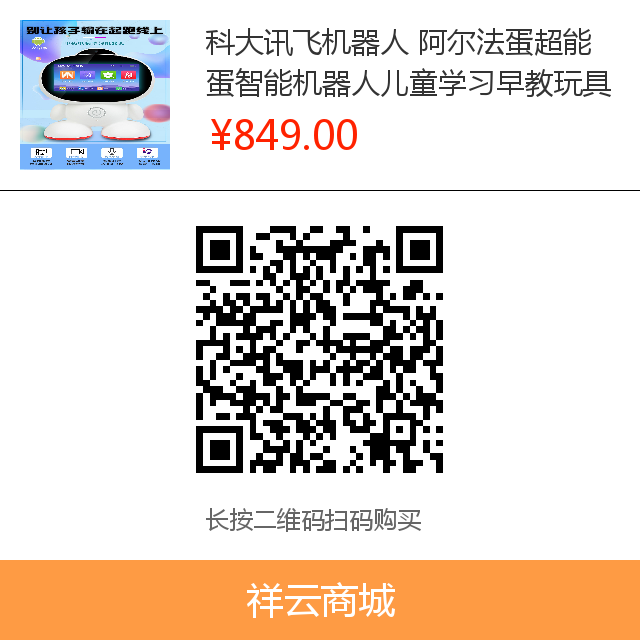 别让孩子输在起跑线上
科大讯飞机器人 阿尔法蛋超能
蛋智能机器人儿童学习早教玩具
¥849.00
长按二维码扫码购买
祥云商城